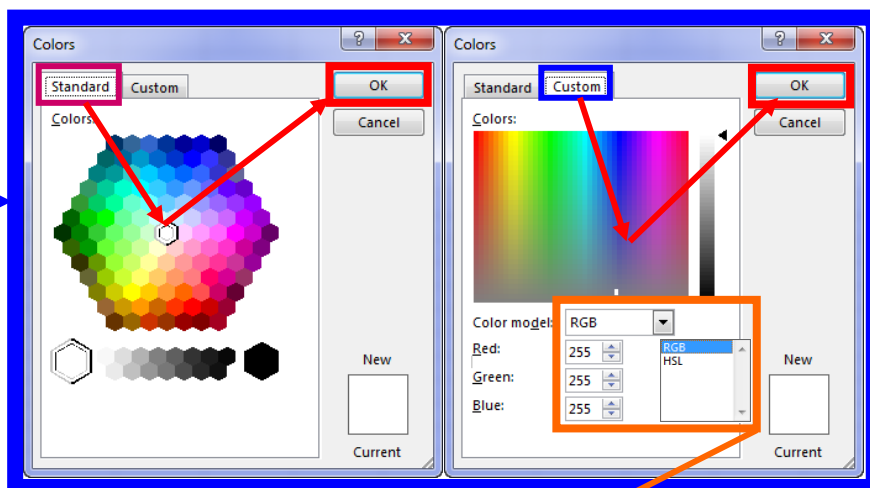 Colors
?
X
Standard
Custom
OK
Colors:
Cancel
New
Current
Colors
?
X
Standard
Custom
OK
Colors:
Cancel
Color model:
RGB
Red:
255
RGB
HSL
Green:
255
Blue:
255
New
Current